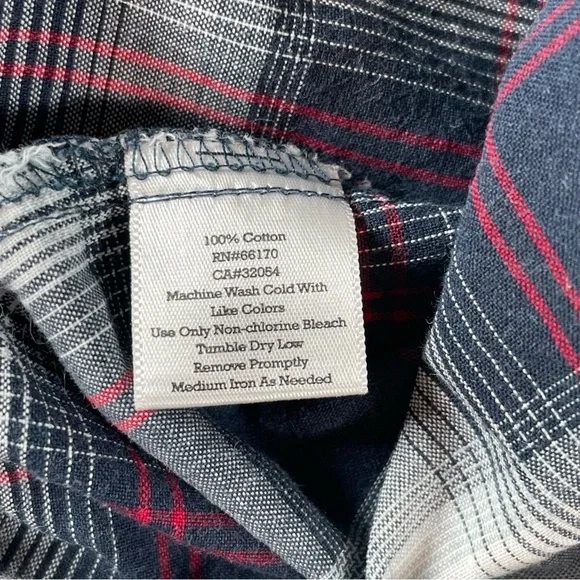 100% Cotton
RN#66170
CA#32054
Machine Wash Cold With
Like Colors
Use Only Non-chlorine Bleach
Tumble Dry Low
Remove Promptly
Medium Iron As Needed